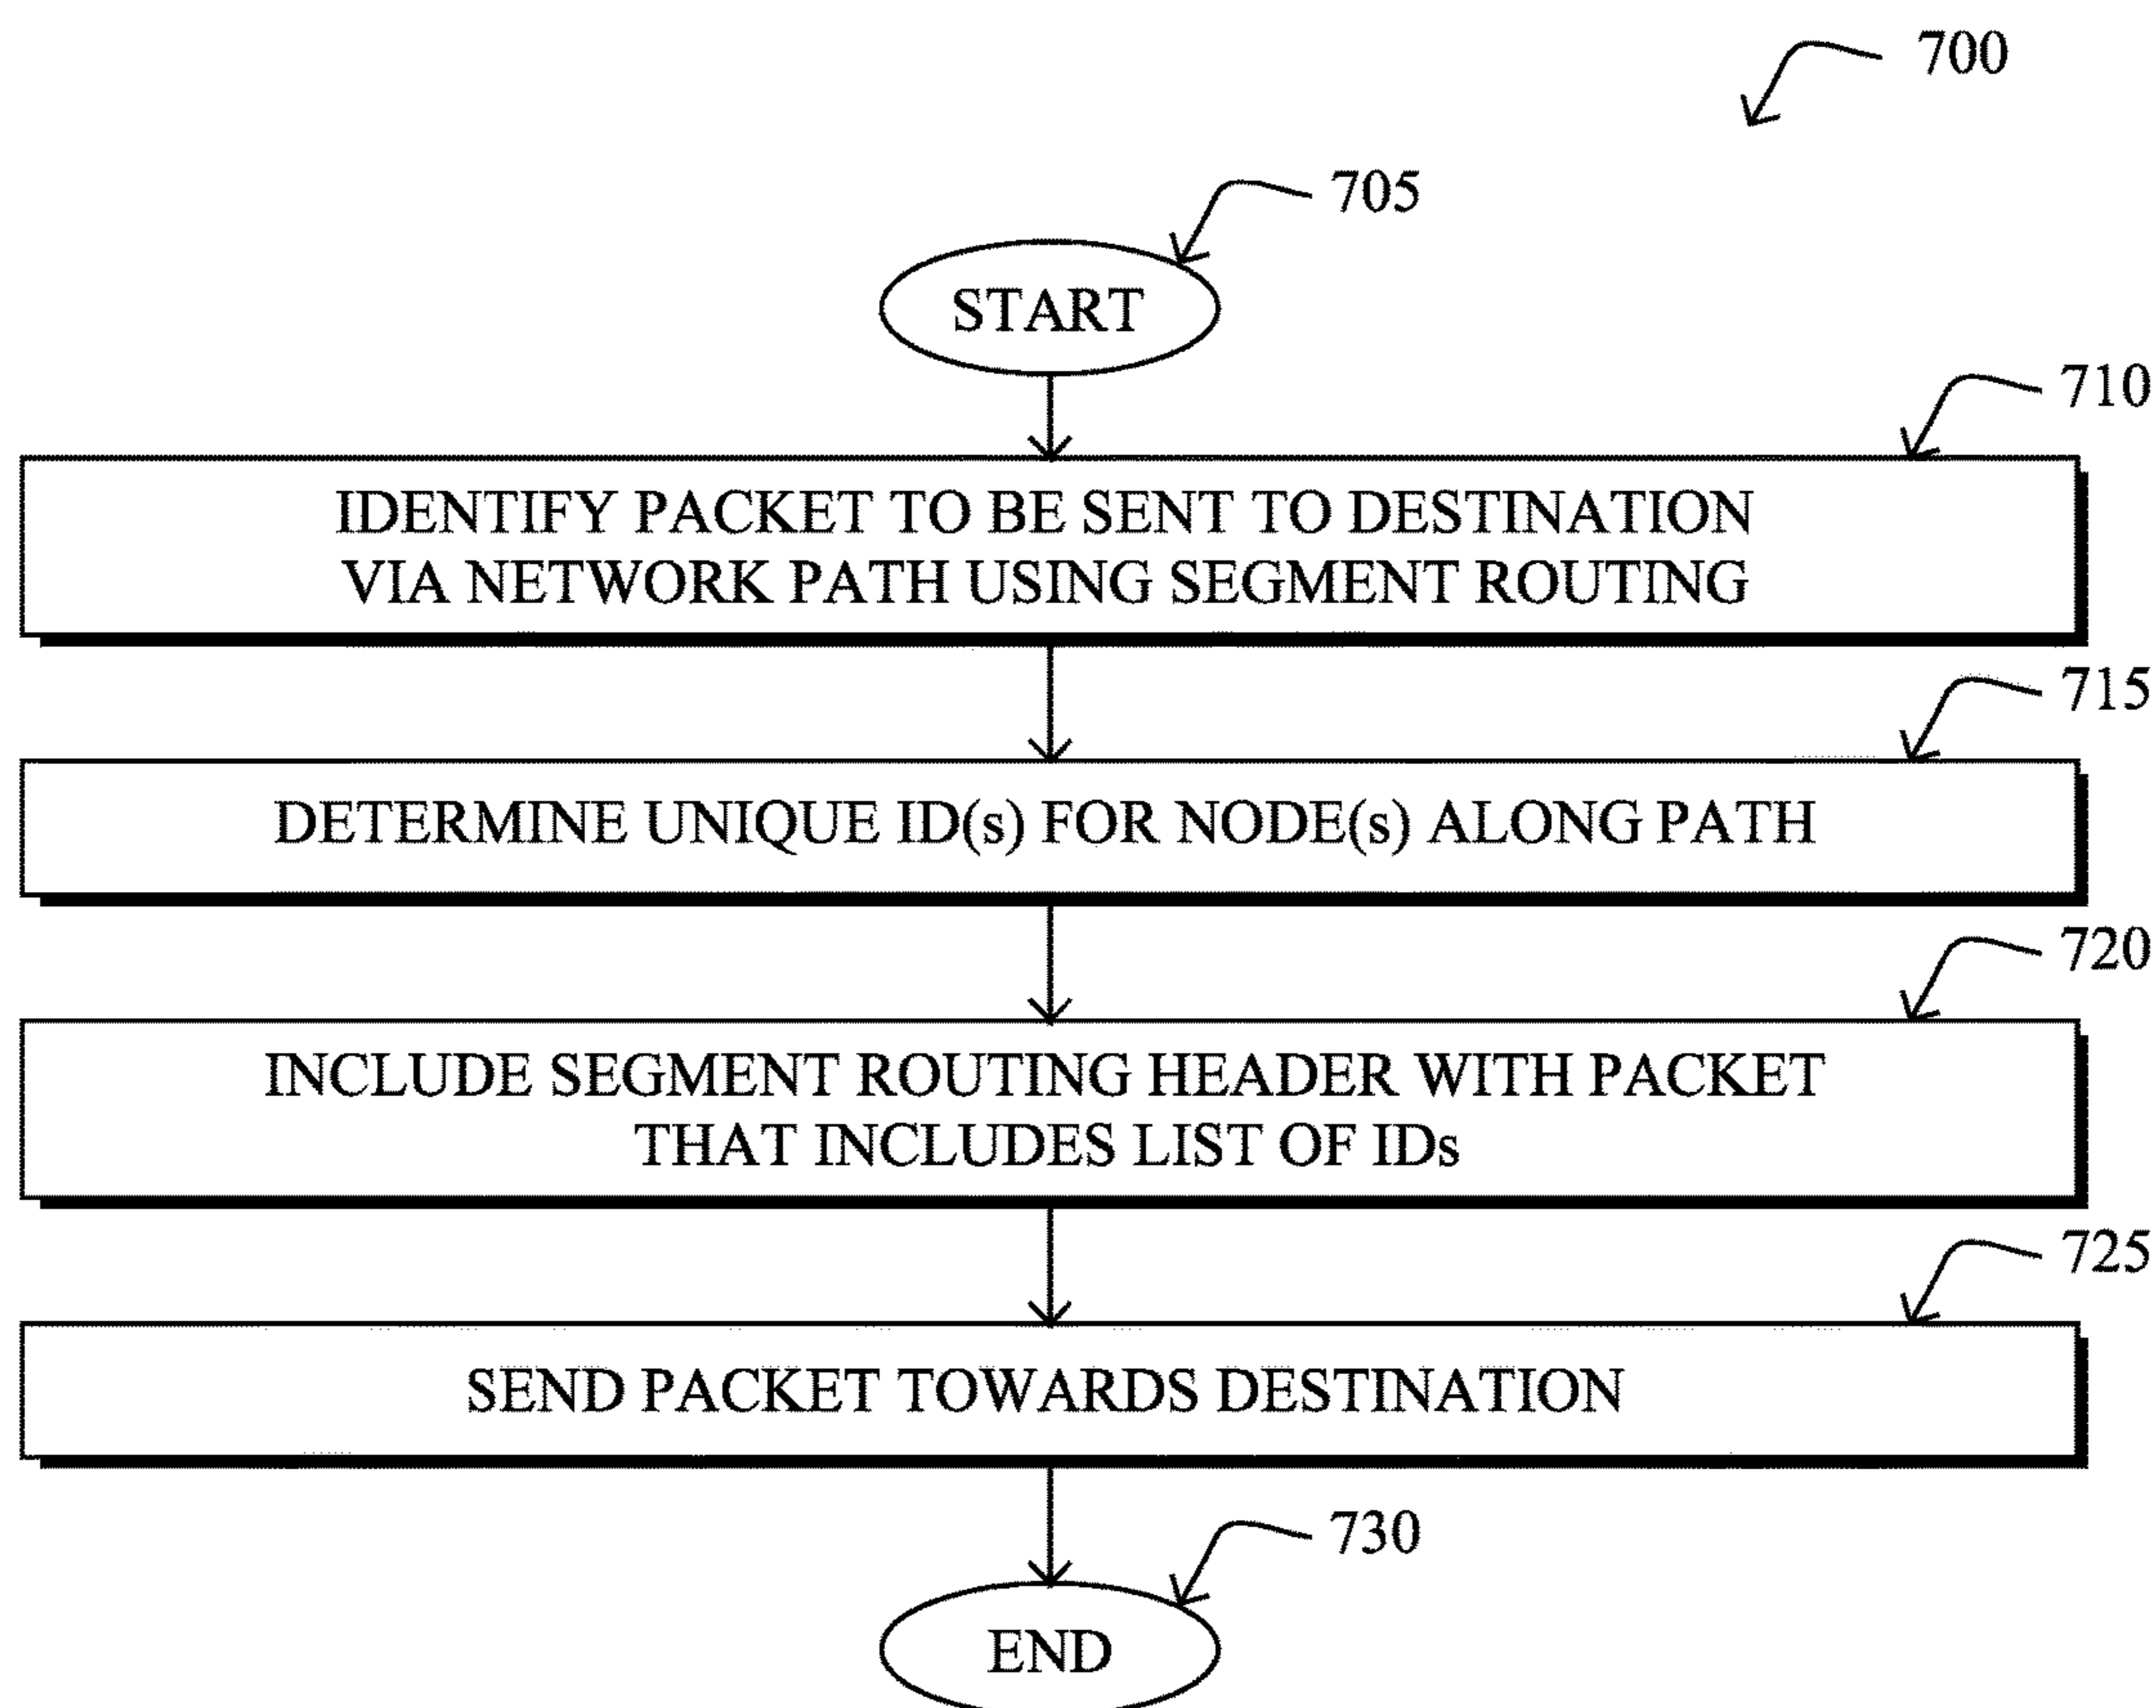 700
705
START
710
IDENTIFY PACKET TO BE SENT TO DESTINATION
VIA NETWORK PATH USING SEGMENT ROUTING
715
DETERMINE UNIQUE ID(s) FOR NODE(s) ALONG PATH
720
INCLUDE SEGMENT ROUTING HEADER WITH PACKET
THAT INCLUDES LIST OF IDs
725
SEND PACKET TOWARDS DESTINATION
730
END